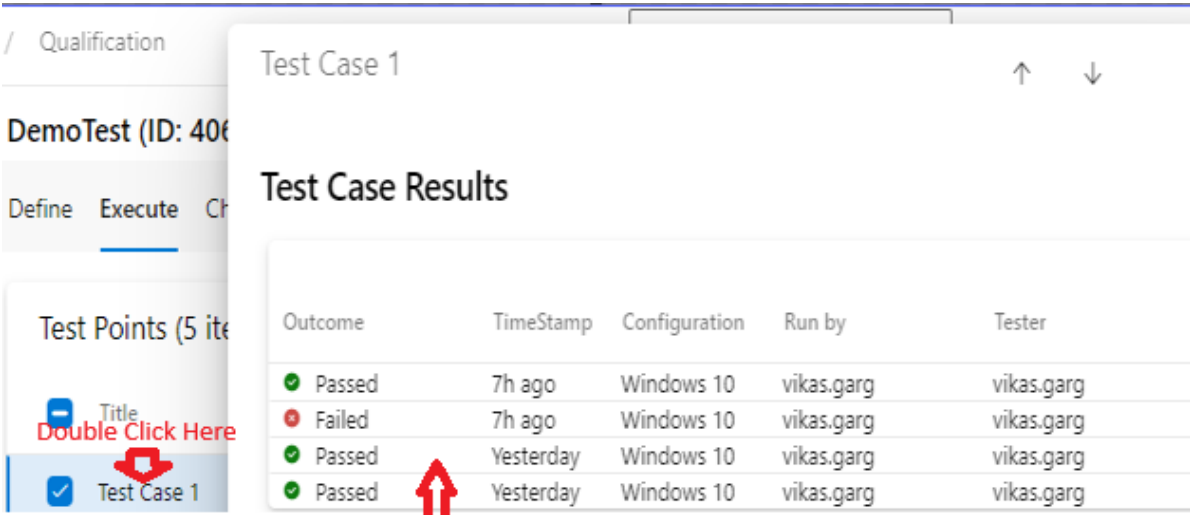 / Qualification
Test Case 1
DemoTest (ID: 406
Test Case Results
Define Execute Ch
Test Points (5 ite
Outcome TimeStamp Configuration Run by Tester
Passed 7h ago Windows 10 vikas.garg vikas.garg
Title
Failed 7h ago Windows 10 vikas.garg vikas.garg
Double Click Here
Passed Yesterday Windows 10 vikas.garg vikas.garg
Test Case 1
Passed Yesterday Windows 10 vikas.garg vikas.garg